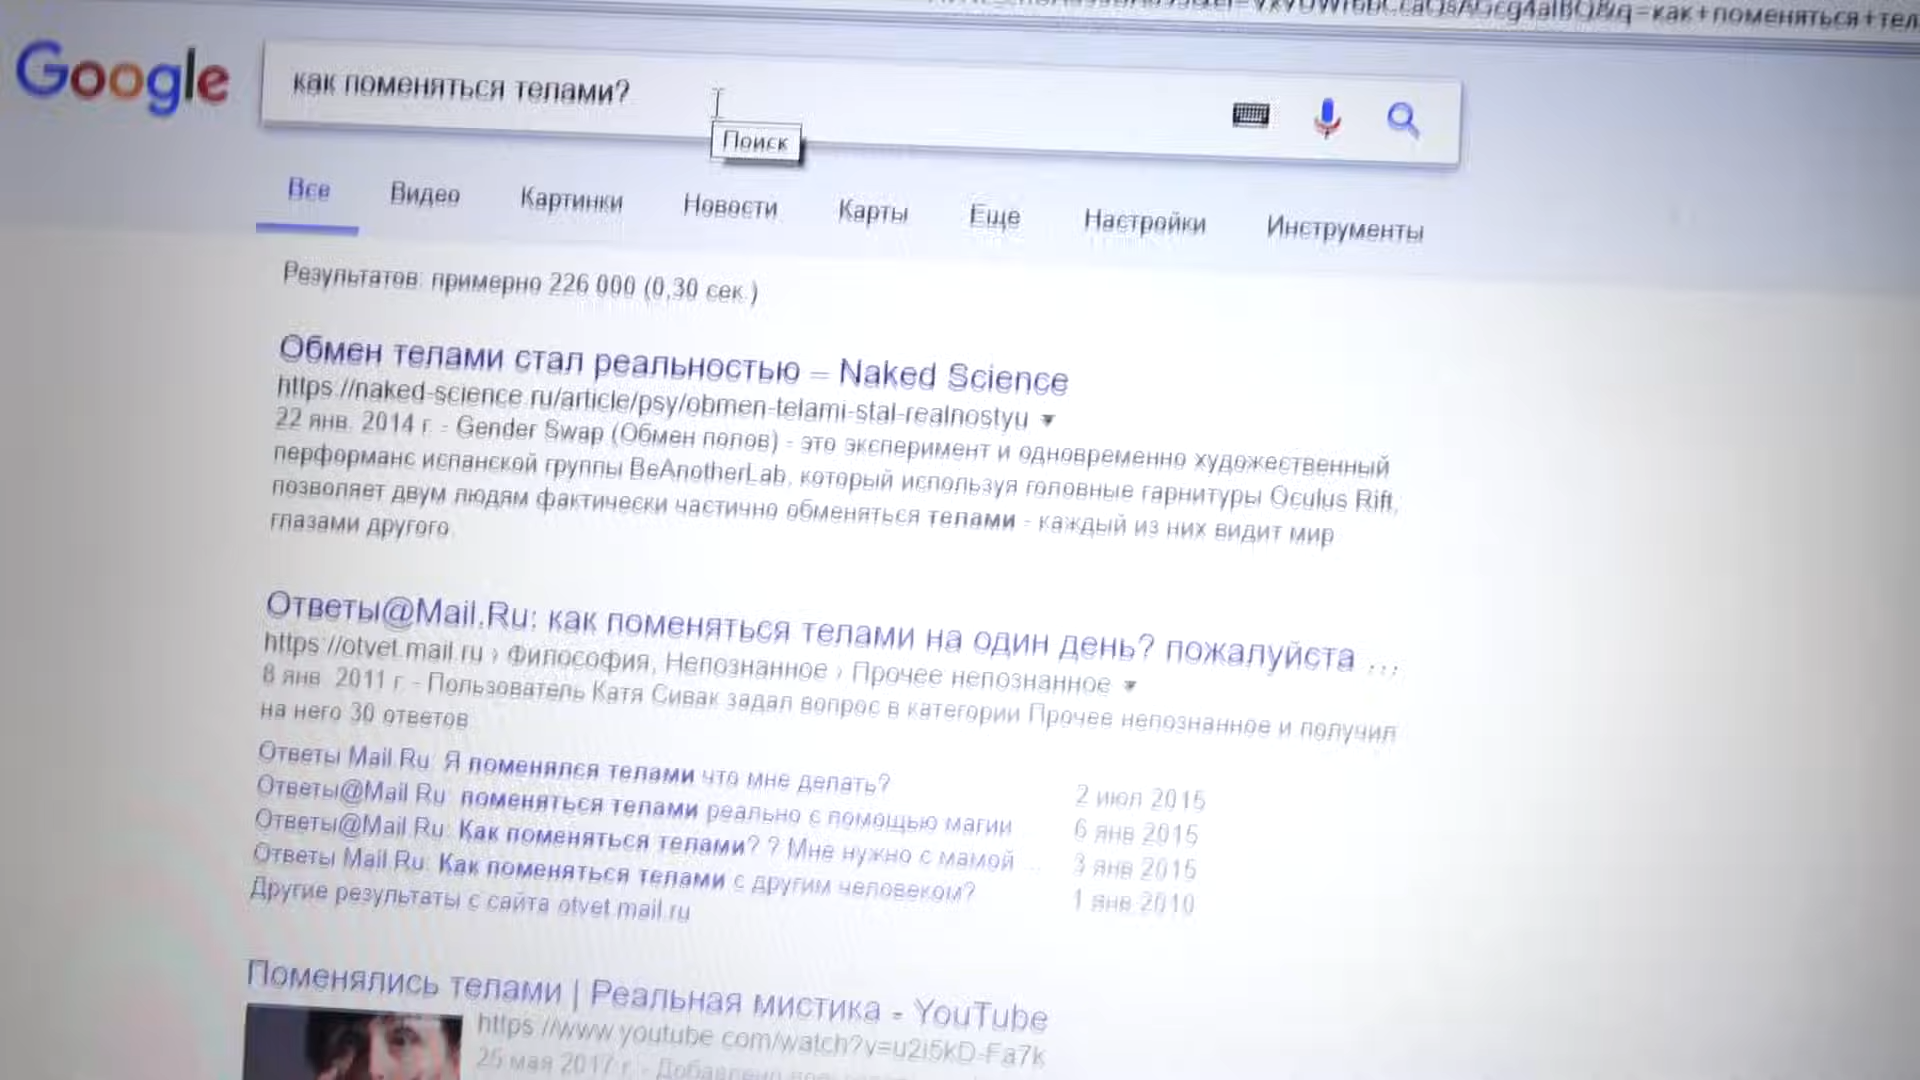 q=как+поменяться+тел
Google
как поменяться телами?
Поиск
Все Видео Картинки Новости Карты Ещё Настройки Инструменты
Результатов: примерно 226 000 (0,30 сек.)
Обмен телами стал реальностью – Naked Science
https://naked-science.ru/article/psy/obmen-telami-stal-realnostyu
22 янв. 2014 г. - Gender Swap (Обмен полов) - это эксперимент и одновременно художественный
перформанс испанской группы BeAnotherLab, который используя головные гарнитуры Oculus Rift,
позволяет двум людям фактически частично обменяться телами - каждый из них видит мир
глазами другого.
Ответы@Mail.Ru: как поменяться телами на один день? пожалуйста ...
https://otvet.mail.ru › Философия, Непознанное › Прочее непознанное
8 янв. 2011 г. - Пользователь Катя Сивак задал вопрос в категории Прочее непознанное и получил
на него 30 ответов
Ответы Mail.Ru: Я поменялся телами что мне делать? 2 июл 2015
Ответы@Mail.Ru: поменяться телами реально с помощью магии 6 янв 2015
Ответы@Mail.Ru: Как поменяться телами? ? Мне нужно с мамой ... 3 янв 2015
Ответы Mail.Ru: Как поменяться телами с другим человеком? 1 янв 2010
Другие результаты с сайта otvet.mail.ru
Поменялись телами | Реальная мистика - YouTube
https://www.youtube.com/watch?v=u2i5kD-Fa7k
25 мая 2017 г. - Добавлено